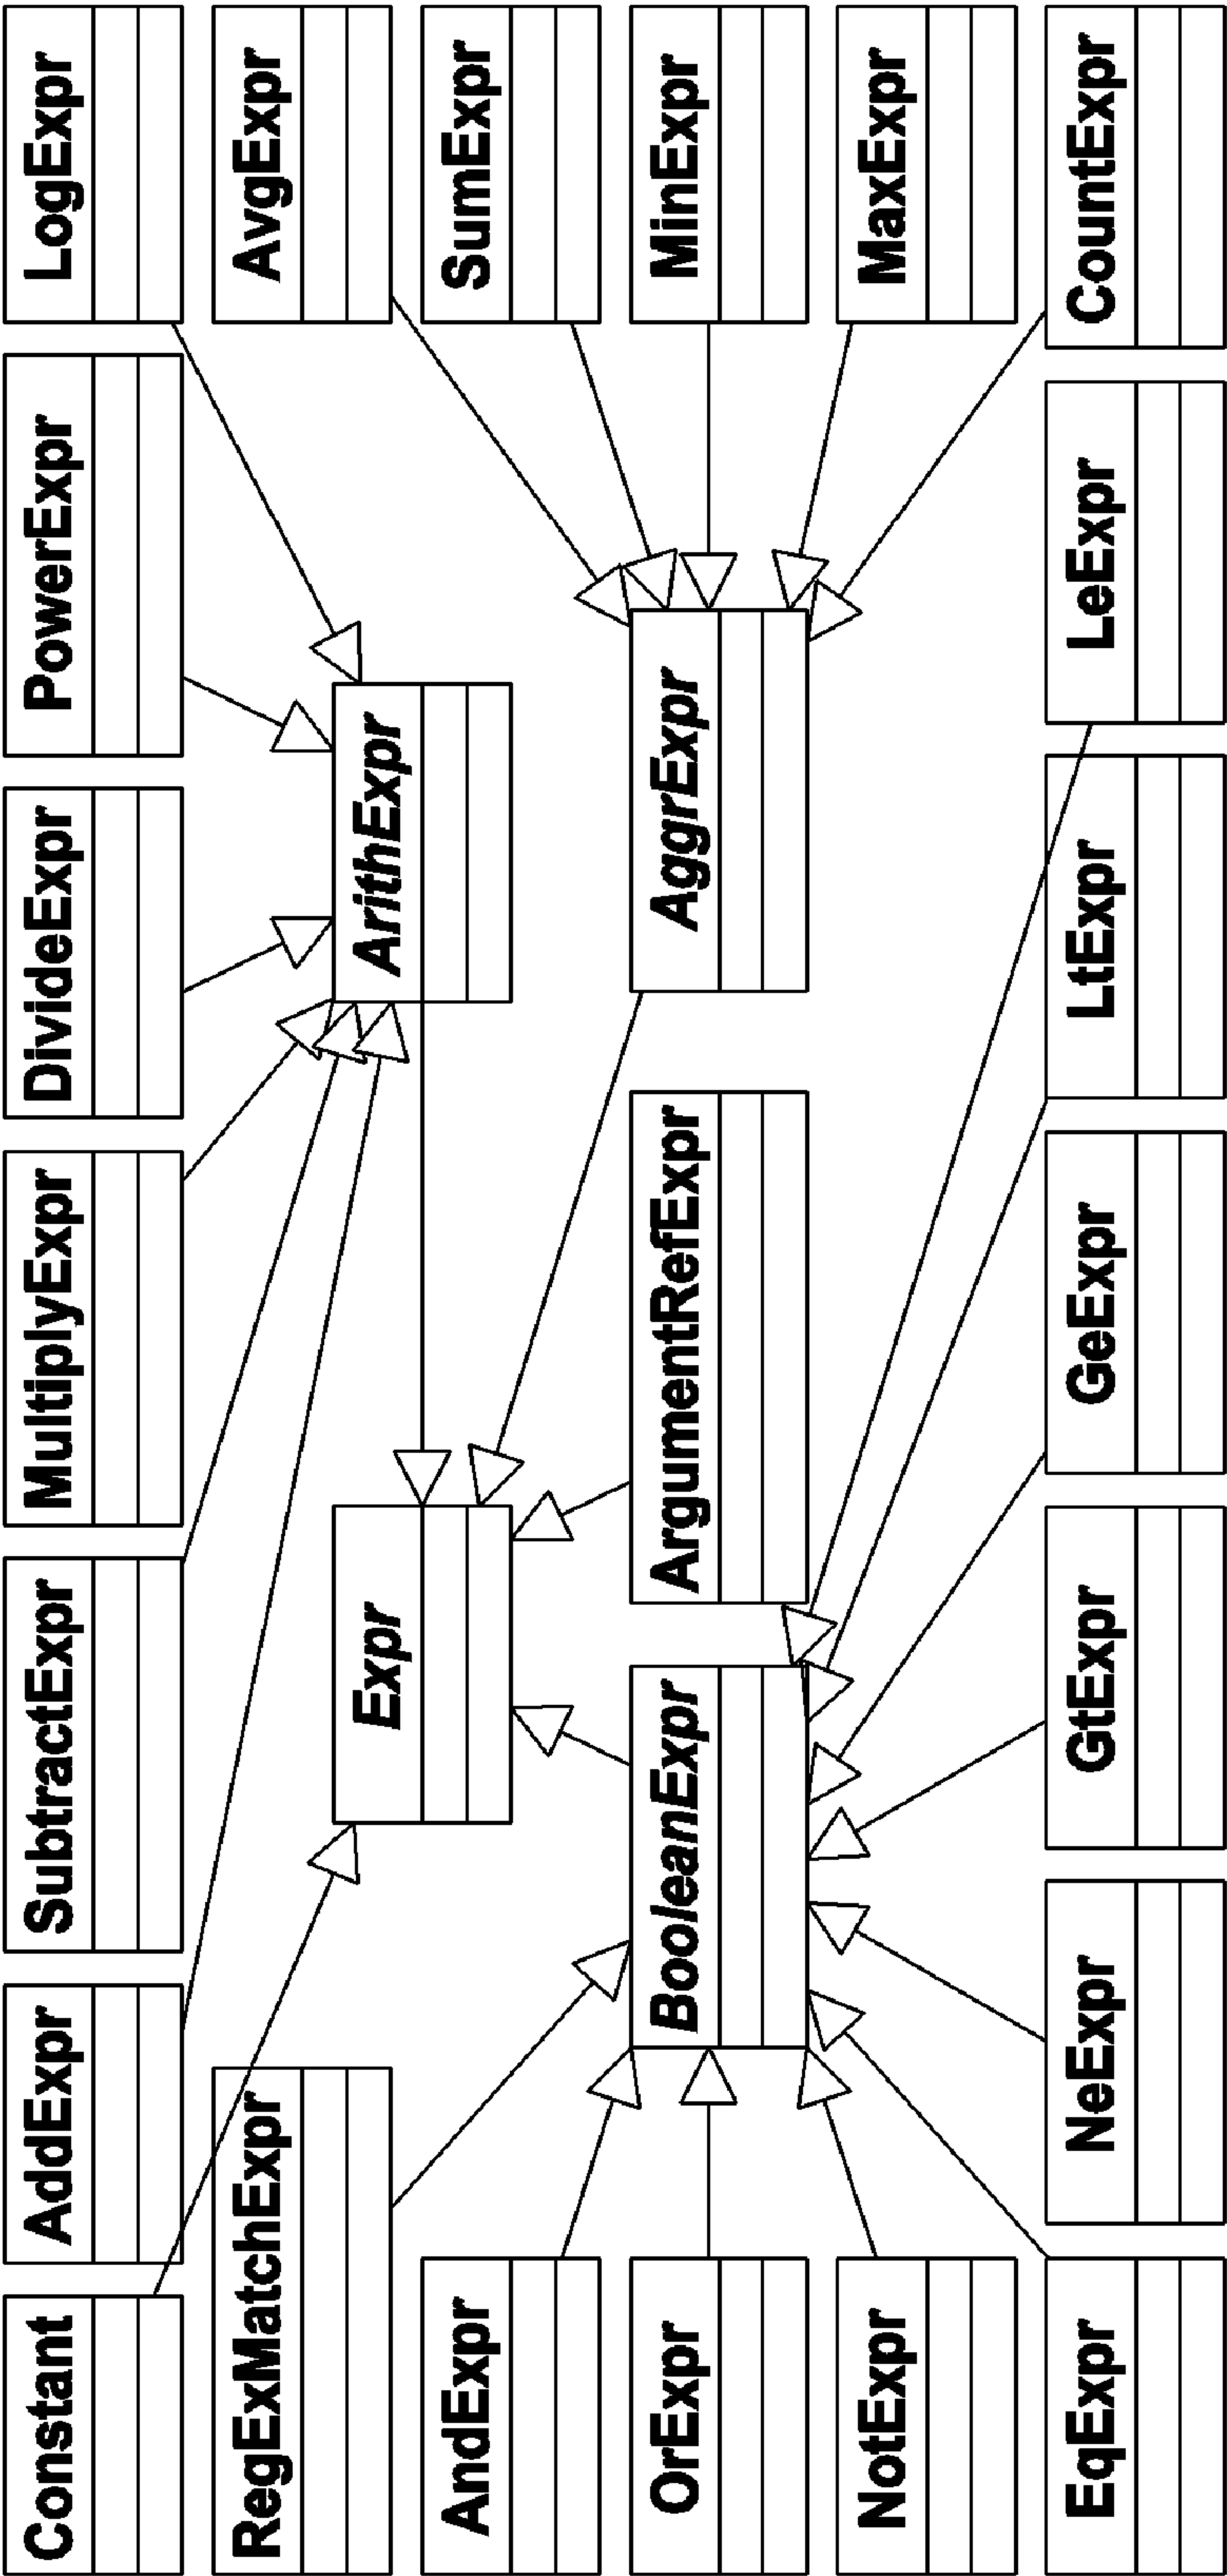 Constant
AddExpr
SubtractExpr
MultiplyExpr
DivideExpr
PowerExpr
LogExpr
RegExMatchExpr
AvgExpr
Expr
ArithExpr
AndExpr
SumExpr
OrExpr
BooleanExpr
ArgumentRefExpr
AggrExpr
MinExpr
NotExpr
MaxExpr
EqExpr
NeExpr
GtExpr
GeExpr
LtExpr
LeExpr
CountExpr